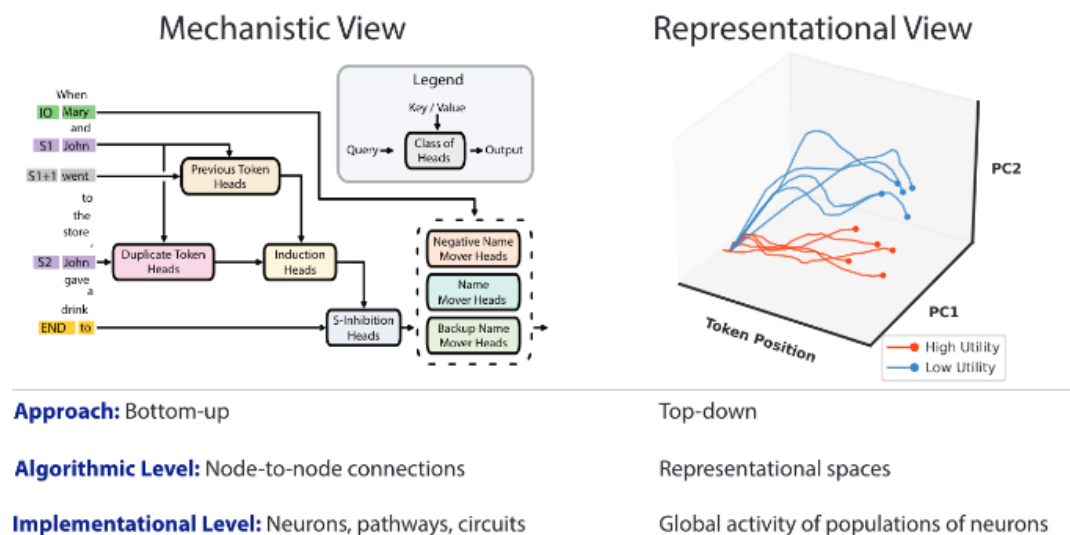 Mechanistic View
Representational View
When
IO Mary
and
S1 John
S1+1 went
to
the
store
,
S2 John
gave
a
drink
END to
Previous Token
Heads
Duplicate Token
Heads
Induction
Heads
S-Inhibition
Heads
Negative Name
Mover Heads
Name
Mover Heads
Backup Name
Mover Heads
Legend
Key / Value
Query
Class of
Heads
Output
PC2
PC1
Token Position
High Utility
Low Utility
Approach: Bottom-up
Top-down
Algorithmic Level: Node-to-node connections
Representational spaces
Implementational Level: Neurons, pathways, circuits
Global activity of populations of neurons